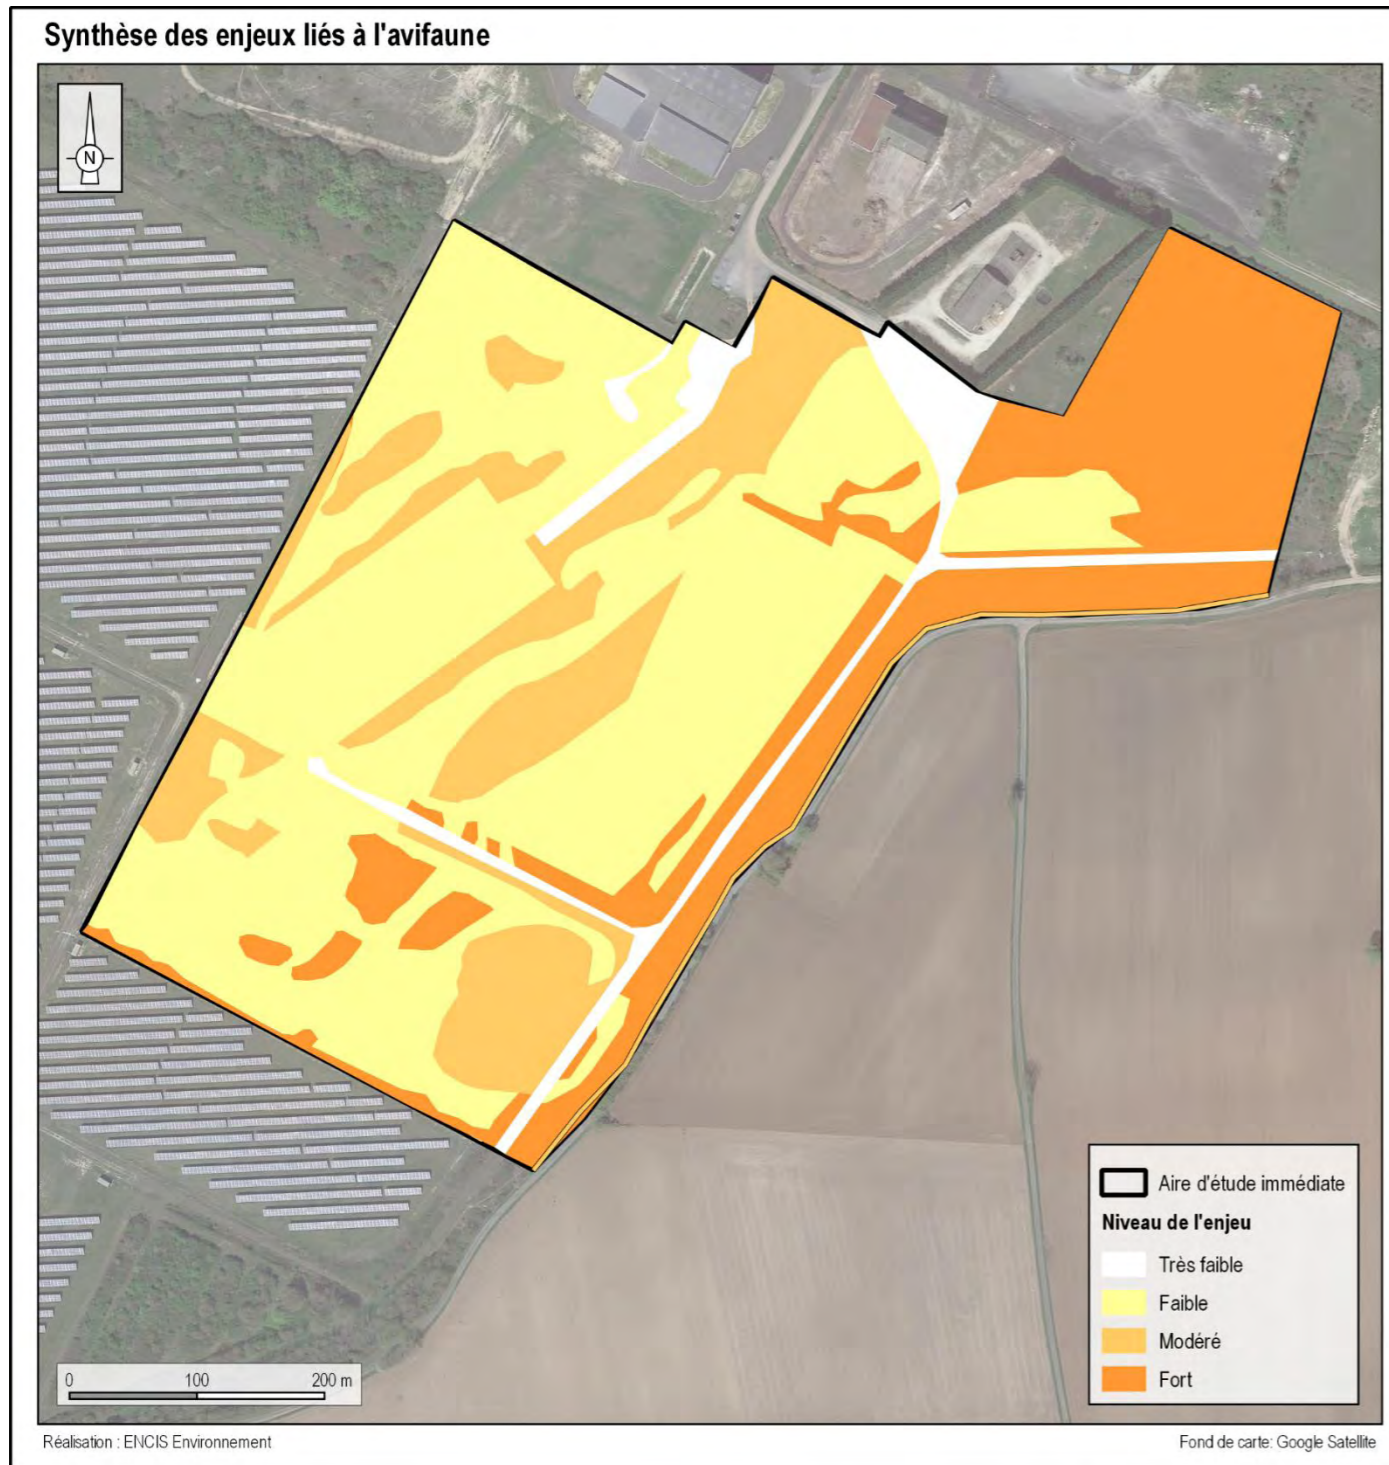 Synthèse des enjeux liés à l'avifaune
N
Aire d'étude immédiate
Niveau de l'enjeu
Très faible
Faible
Modéré
Fort
0 100 200 m
Réalisation : ENCIS Environnement
Fond de carte: Google Satellite